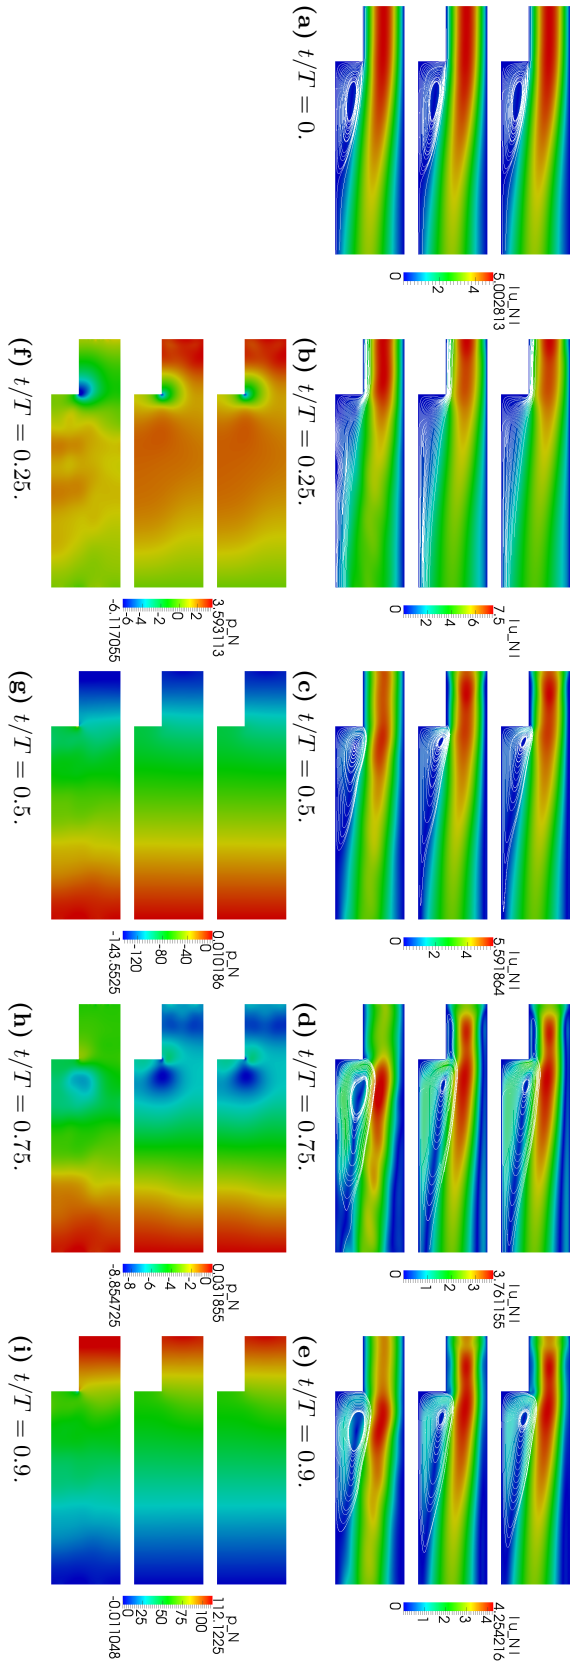 |u_N|
5.002813
4
2
0
(a) t/T = 0.
|u_N|
7.5
6
4
2
0
(b) t/T = 0.25.
|u_N|
5.591864
4
2
0
(c) t/T = 0.5.
|u_N|
3.761155
3
2
1
0
(d) t/T = 0.75.
|u_N|
4.254216
4
3
2
1
0
(e) t/T = 0.9.
p_N
3.593113
2
0
-2
-4
-6
-6.117055
(f) t/T = 0.25.
p_N
0.010186
0
-40
-80
-120
-143.5525
(g) t/T = 0.5.
p_N
0.031855
0
-2
-4
-6
-8
-8.854725
(h) t/T = 0.75.
p_N
112.1225
100
75
50
25
0
-0.011048
(i) t/T = 0.9.